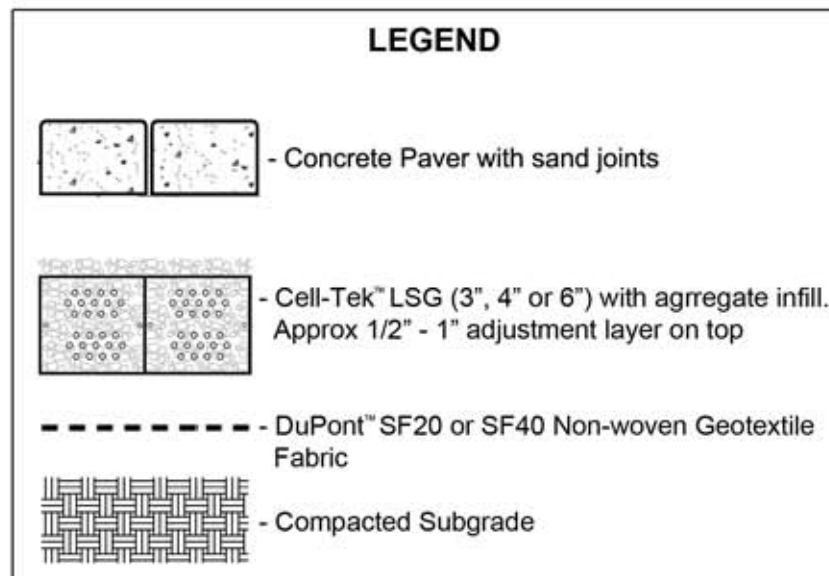 LEGEND
- Concrete Paver with sand joints
- Cell-Tek™ LSG (3”, 4” or 6”) with agrregate infill.
Approx 1/2” - 1” adjustment layer on top
- DuPont™ SF20 or SF40 Non-woven Geotextile
Fabric
- Compacted Subgrade